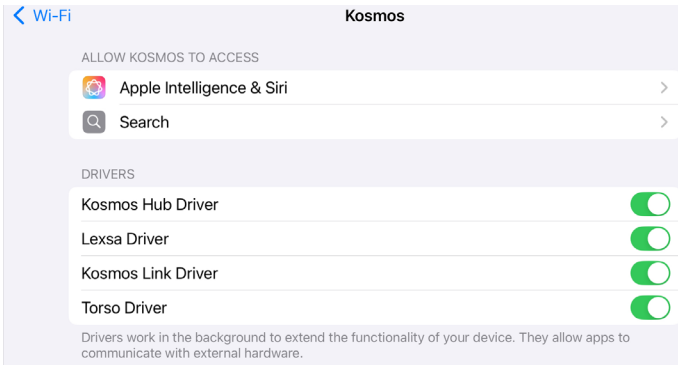 Wi-Fi
Kosmos
ALLOW KOSMOS TO ACCESS
Apple Intelligence & Siri
Search
DRIVERS
Kosmos Hub Driver
Lexsa Driver
Kosmos Link Driver
Torso Driver
Drivers work in the background to extend the functionality of your device. They allow apps to
communicate with external hardware.